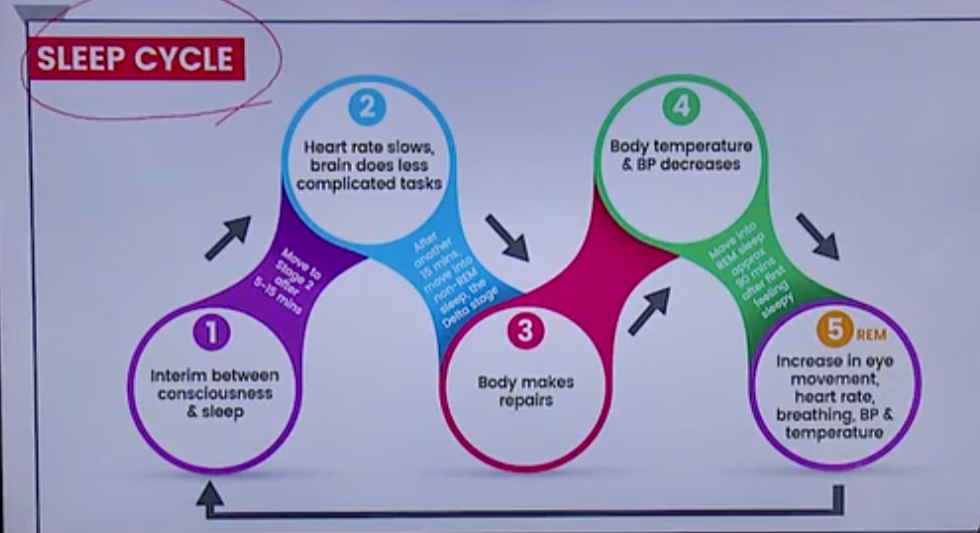 SLEEP CYCLE
1
Interim between
consciousness
& sleep
Move to
Stage 2
after
5-15 mins
2
Heart rate slows,
brain does less
complicated tasks
After
another
15 mins,
move into
non-REM
sleep, the
Delta stage
3
Body makes
repairs
4
Body temperature
& BP decreases
Move into
REM sleep
approx
90 mins
after first
feeling
sleepy
5 REM
Increase in eye
movement,
heart rate,
breathing, BP &
temperature